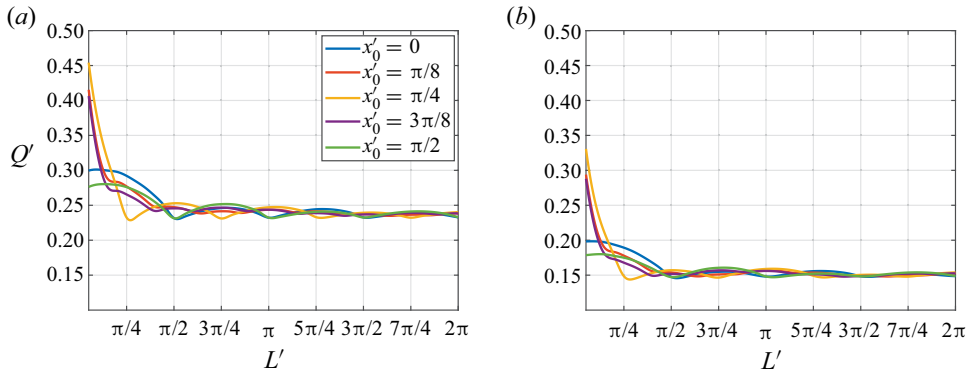 (a)
0.50
0.45
0.40
0.35
0.30
0.25
0.20
0.15
Q′
x′₀ = 0
x′₀ = π/8
x′₀ = π/4
x′₀ = 3π/8
x′₀ = π/2
π/4 π/2 3π/4 π 5π/4 3π/2 7π/4 2π
L′
(b)
0.50
0.45
0.40
0.35
0.30
0.25
0.20
0.15
π/4 π/2 3π/4 π 5π/4 3π/2 7π/4 2π
L′